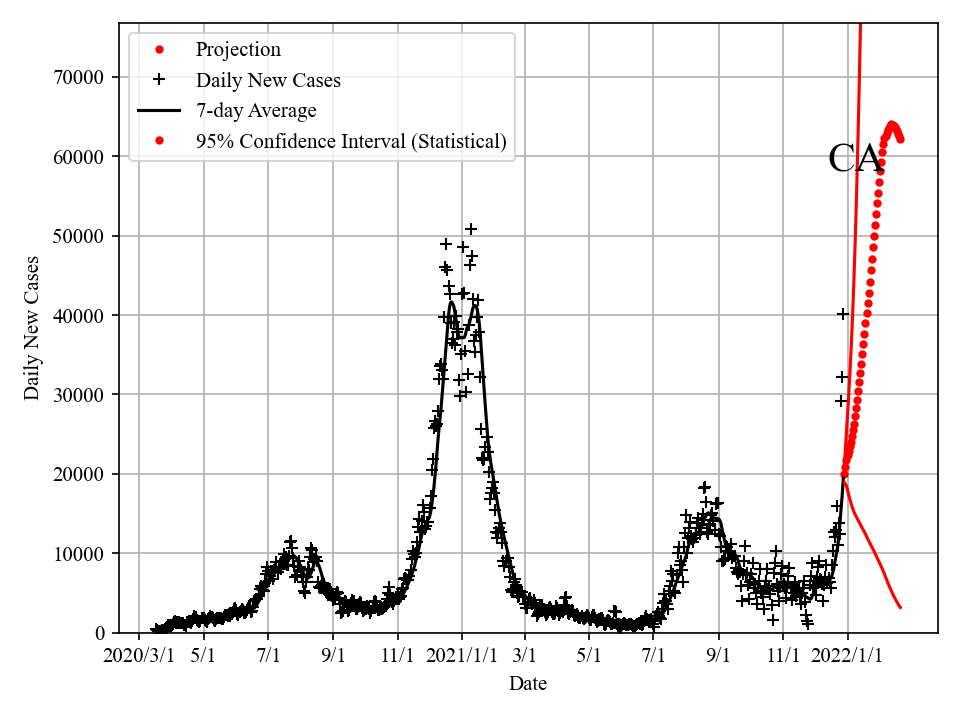 Projection
Daily New Cases
7-day Average
95% Confidence Interval (Statistical)
CA
Daily New Cases
70000
60000
50000
40000
30000
20000
10000
0
2020/3/1 5/1 7/1 9/1 11/1 2021/1/1 3/1 5/1 7/1 9/1 11/1 2022/1/1
Date